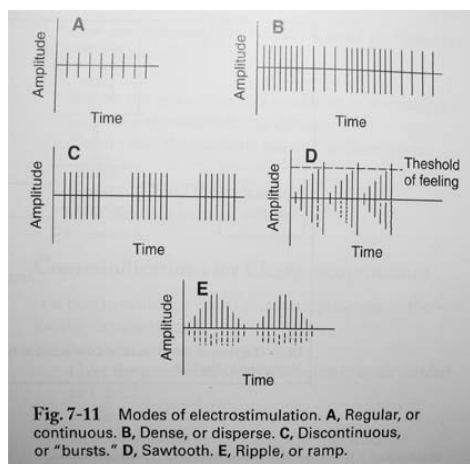 A
Amplitude
Time
B
Amplitude
Time
C
Amplitude
Time
D
Amplitude
Theshold
of feeling
Time
E
Amplitude
Time
Fig. 7-11 Modes of electrostimulation. A, Regular, or
continuous. B, Dense, or disperse. C, Discontinuous,
or “bursts.” D, Sawtooth. E, Ripple, or ramp.